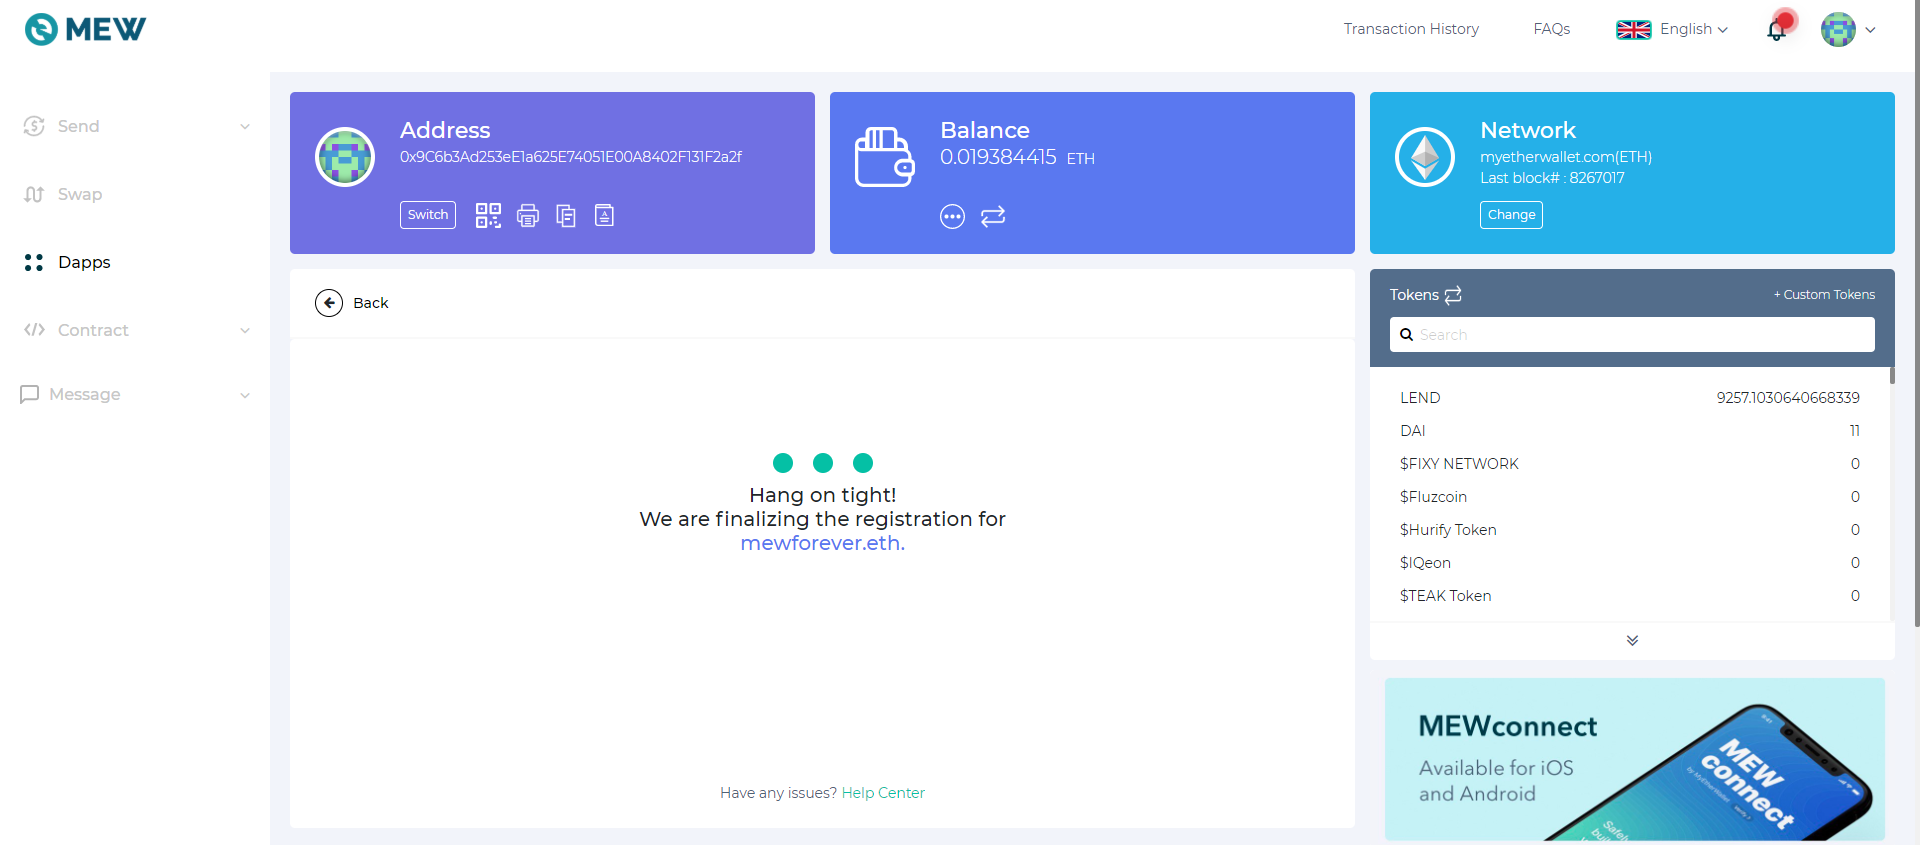 MEW
Transaction History
FAQs
English
Send
Swap
Dapps
Contract
Message
Address
0x9C6b3Ad253eE1a625E74051E00A8402F131F2a2f
Switch
Balance
0.019384415 ETH
Network
myetherwallet.com(ETH)
Last block# : 8267017
Change
Back
Hang on tight!
We are finalizing the registration for
mewforever.eth.
Have any issues? Help Center
Tokens
+ Custom Tokens
Search
LEND 9257.1030640668339
DAI 11
$FIXY NETWORK 0
$Fluzcoin 0
$Hurify Token 0
$IQeon 0
$TEAK Token 0
MEWconnect
Available for iOS
and Android
MEW
connect
by MyEtherWallet
Safely